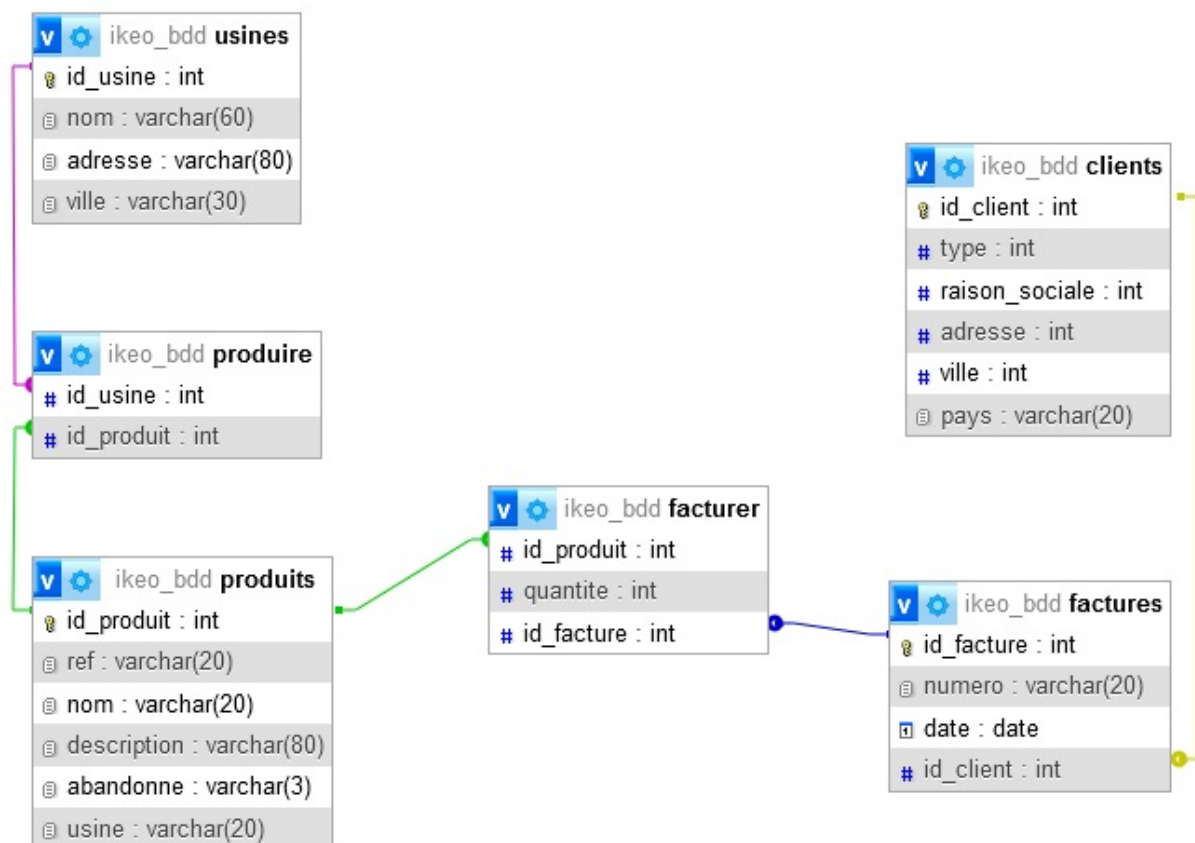 v ikeo_bdd usines
id_usine : int
nom : varchar(60)
adresse : varchar(80)
ville : varchar(30)
v ikeo_bdd clients
id_client : int
# type : int
# raison_sociale : int
# adresse : int
# ville : int
pays : varchar(20)
v ikeo_bdd produire
# id_usine : int
# id_produit : int
v ikeo_bdd facturer
# id_produit : int
# quantite : int
# id_facture : int
v ikeo_bdd produits
id_produit : int
ref : varchar(20)
nom : varchar(20)
description : varchar(80)
abandonne : varchar(3)
usine : varchar(20)
v ikeo_bdd factures
id_facture : int
numero : varchar(20)
date : date
# id_client : int